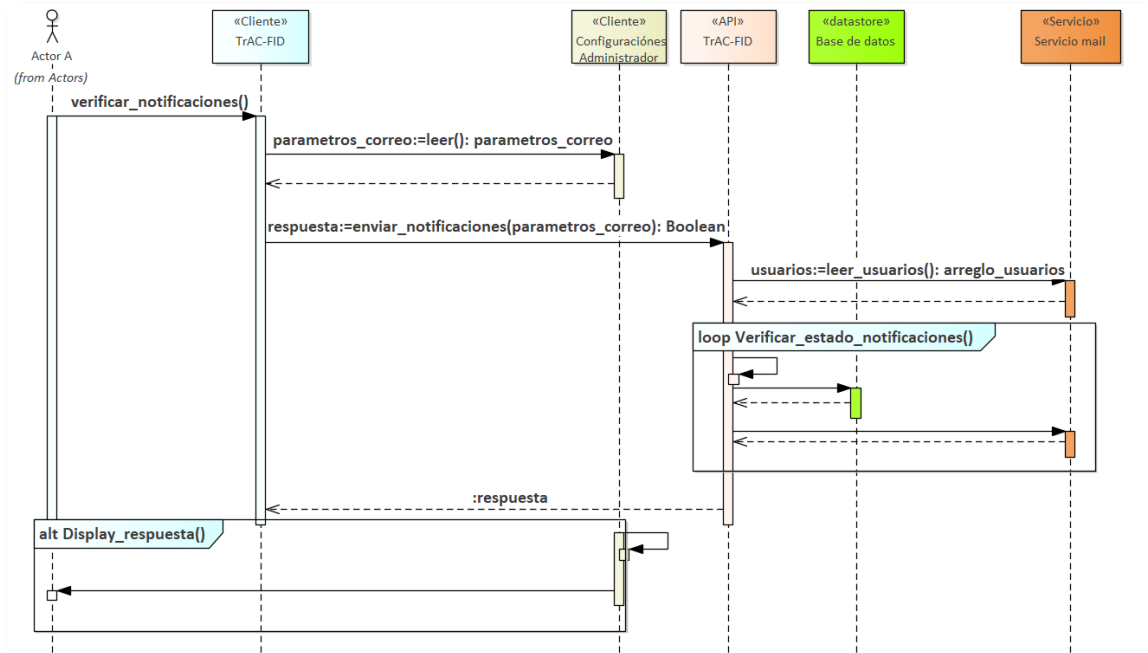 Actor A
(from Actors)
«Cliente»
TrAC-FID
«Cliente»
Configuraciónes
Administrador
«API»
TrAC-FID
«datastore»
Base de datos
«Servicio»
Servicio mail
verificar_notificaciones()
parametros_correo:=leer(): parametros_correo
respuesta:=enviar_notificaciones(parametros_correo): Boolean
usuarios:=leer_usuarios(): arreglo_usuarios
loop Verificar_estado_notificaciones()
:respuesta
alt Display_respuesta()